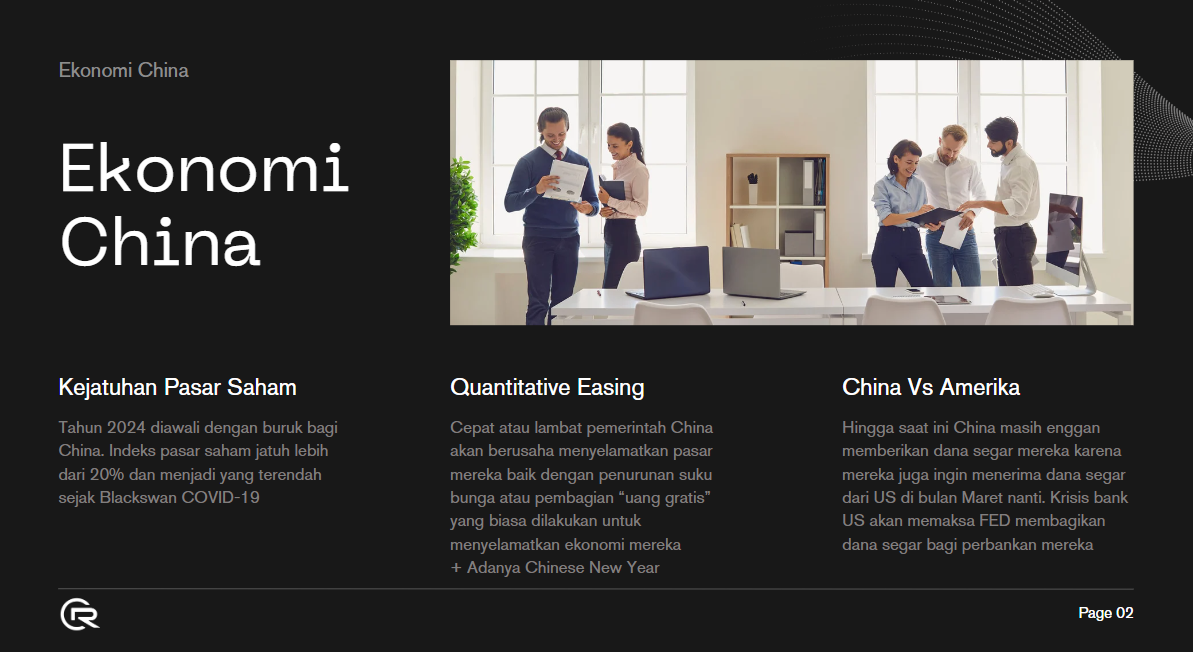 Ekonomi China
Ekonomi
China
Kejatuhan Pasar Saham
Tahun 2024 diawali dengan buruk bagi
China. Indeks pasar saham jatuh lebih
dari 20% dan menjadi yang terendah
sejak Blackswan COVID-19
Quantitative Easing
Cepat atau lambat pemerintah China
akan berusaha menyelamatkan pasar
mereka baik dengan penurunan suku
bunga atau pembagian “uang gratis”
yang biasa dilakukan untuk
menyelamatkan ekonomi mereka
+ Adanya Chinese New Year
China Vs Amerika
Hingga saat ini China masih enggan
memberikan dana segar mereka karena
mereka juga ingin menerima dana segar
dari US di bulan Maret nanti. Krisis bank
US akan memaksa FED membagikan
dana segar bagi perbankan mereka
Page 02